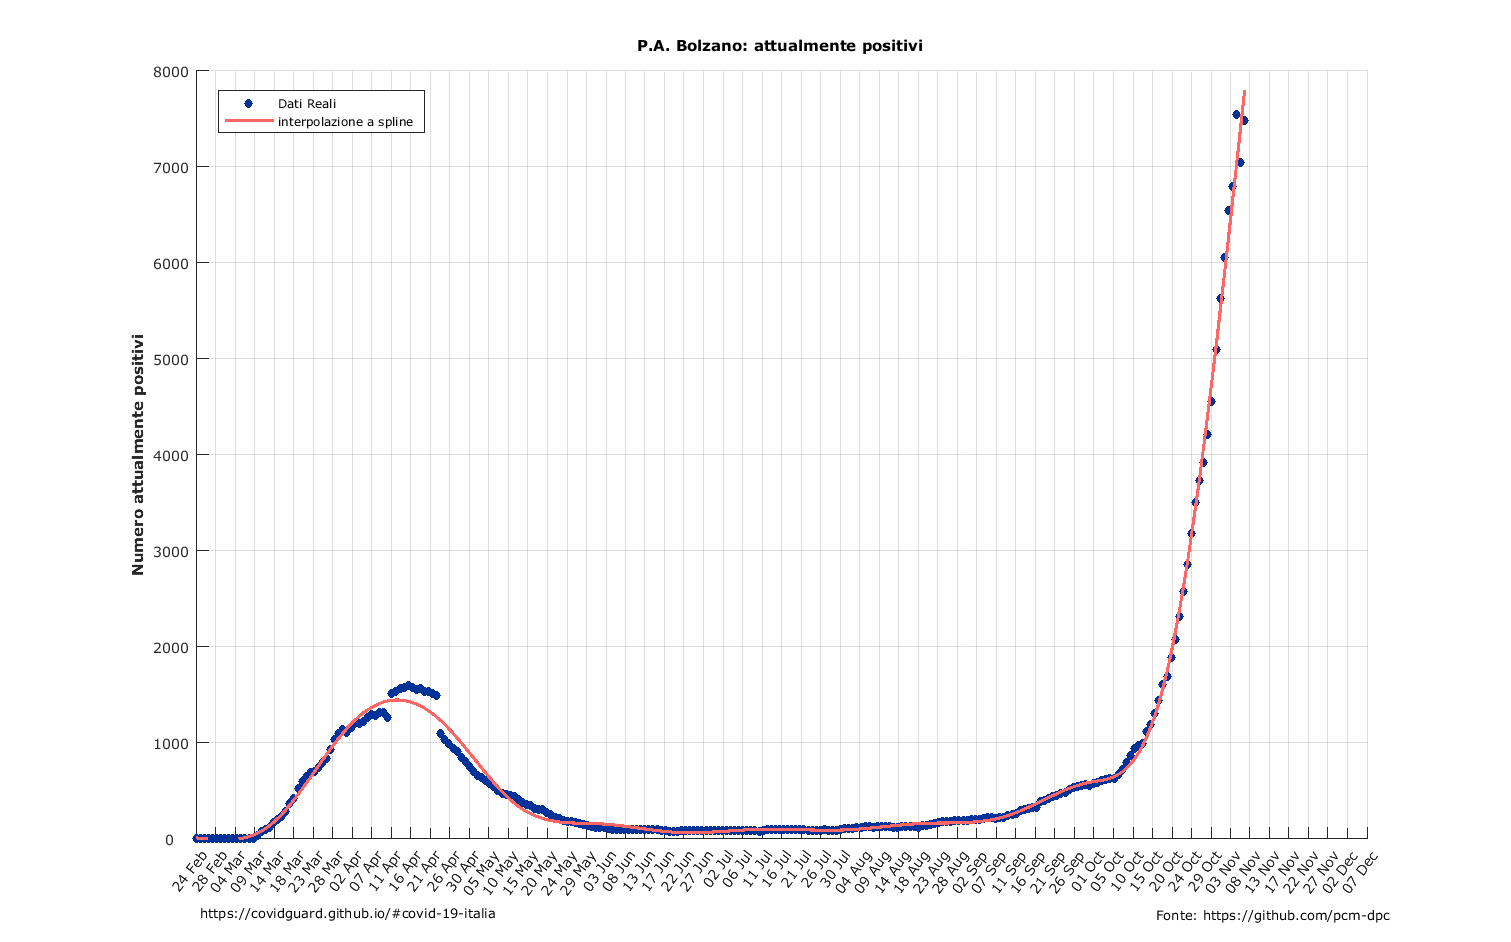 P.A. Bolzano: attualmente positivi
8000
7000
6000
5000
4000
3000
2000
1000
0
Numero attualmente positivi
Dati Reali
interpolazione a spline
24 Feb
28 Feb
04 Mar
09 Mar
14 Mar
18 Mar
23 Mar
28 Mar
02 Apr
07 Apr
11 Apr
16 Apr
21 Apr
26 Apr
30 Apr
05 May
10 May
15 May
20 May
24 May
29 May
03 Jun
08 Jun
13 Jun
17 Jun
22 Jun
27 Jun
02 Jul
06 Jul
11 Jul
16 Jul
21 Jul
26 Jul
30 Jul
04 Aug
09 Aug
14 Aug
18 Aug
23 Aug
28 Aug
02 Sep
07 Sep
11 Sep
16 Sep
21 Sep
26 Sep
01 Oct
05 Oct
10 Oct
15 Oct
20 Oct
24 Oct
29 Oct
03 Nov
08 Nov
13 Nov
17 Nov
22 Nov
27 Nov
02 Dec
07 Dec
https://covidguard.github.io/#covid-19-italia
Fonte: https://github.com/pcm-dpc